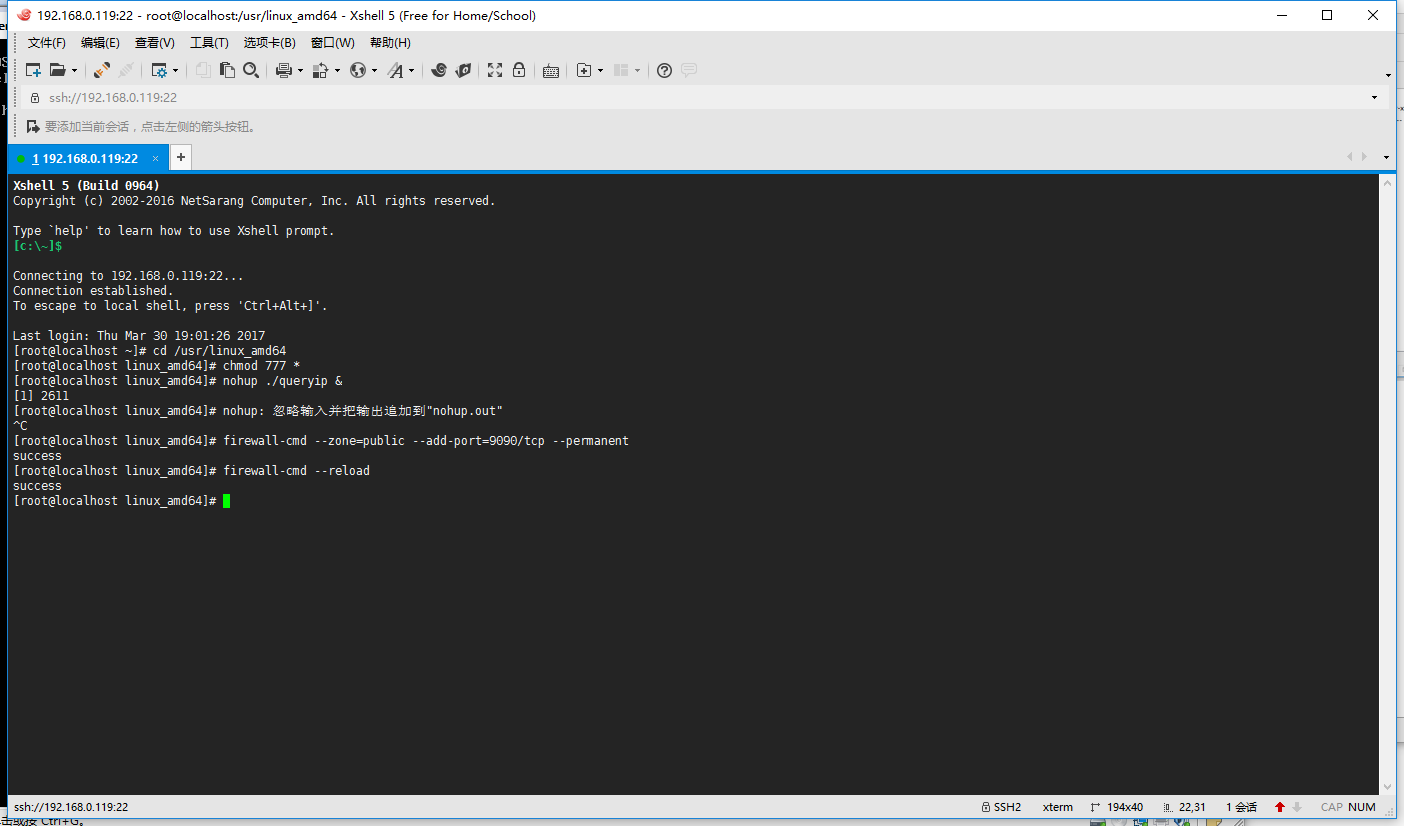 192.168.0.119:22 - root@localhost:/usr/linux_amd64 - Xshell 5 (Free for Home/School)
文件(F) 编辑(E) 查看(V) 工具(T) 选项卡(B) 窗口(W) 帮助(H)
ssh://192.168.0.119:22
要添加当前会话，点击左侧的箭头按钮。
1 192.168.0.119:22 × +
Xshell 5 (Build 0964)
Copyright (c) 2002-2016 NetSarang Computer, Inc. All rights reserved.
Type `help' to learn how to use Xshell prompt.
[c:\~]$
Connecting to 192.168.0.119:22...
Connection established.
To escape to local shell, press 'Ctrl+Alt+]'.
Last login: Thu Mar 30 19:01:26 2017
[root@localhost ~]# cd /usr/linux_amd64
[root@localhost linux_amd64]# chmod 777 *
[root@localhost linux_amd64]# nohup ./queryip &
[1] 2611
[root@localhost linux_amd64]# nohup: 忽略输入并把输出追加到"nohup.out"
^C
[root@localhost linux_amd64]# firewall-cmd --zone=public --add-port=9090/tcp --permanent
success
[root@localhost linux_amd64]# firewall-cmd --reload
success
[root@localhost linux_amd64]#
ssh://192.168.0.119:22 SSH2 xterm 194x40 22,31 1 会话 CAP NUM
击或按 Ctrl+G。